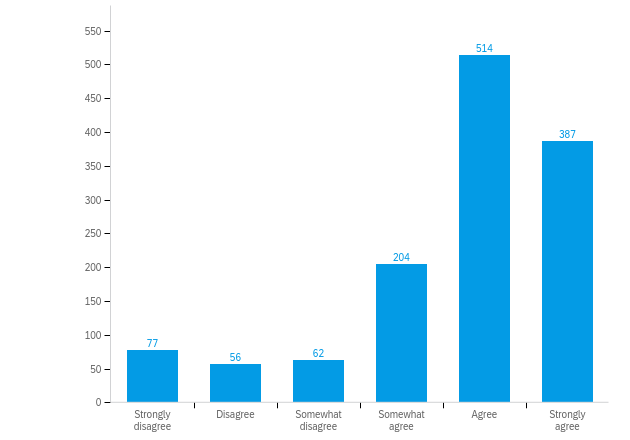 550
500
450
400
350
300
250
200
150
100
50
0
77
56
62
204
514
387
Strongly
disagree
Disagree
Somewhat
disagree
Somewhat
agree
Agree
Strongly
agree